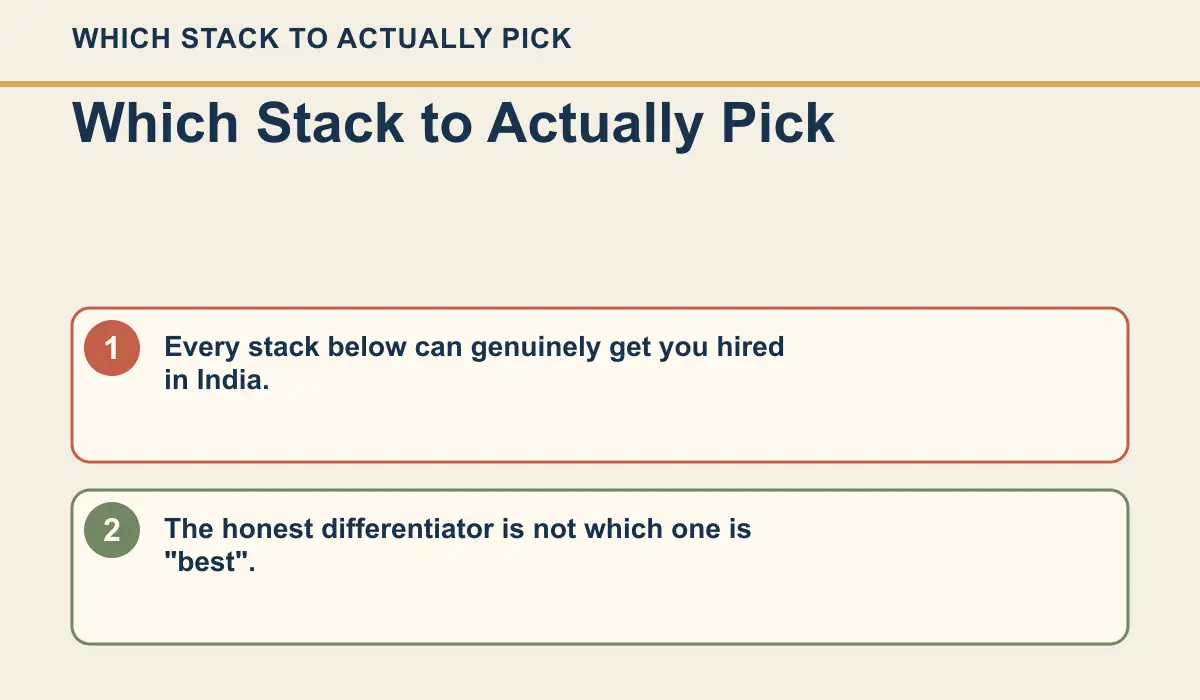 WHICH STACK TO ACTUALLY PICK
Which Stack to Actually Pick
1
Every stack below can genuinely get you hired
in India.
2
The honest differentiator is not which one is
"best".